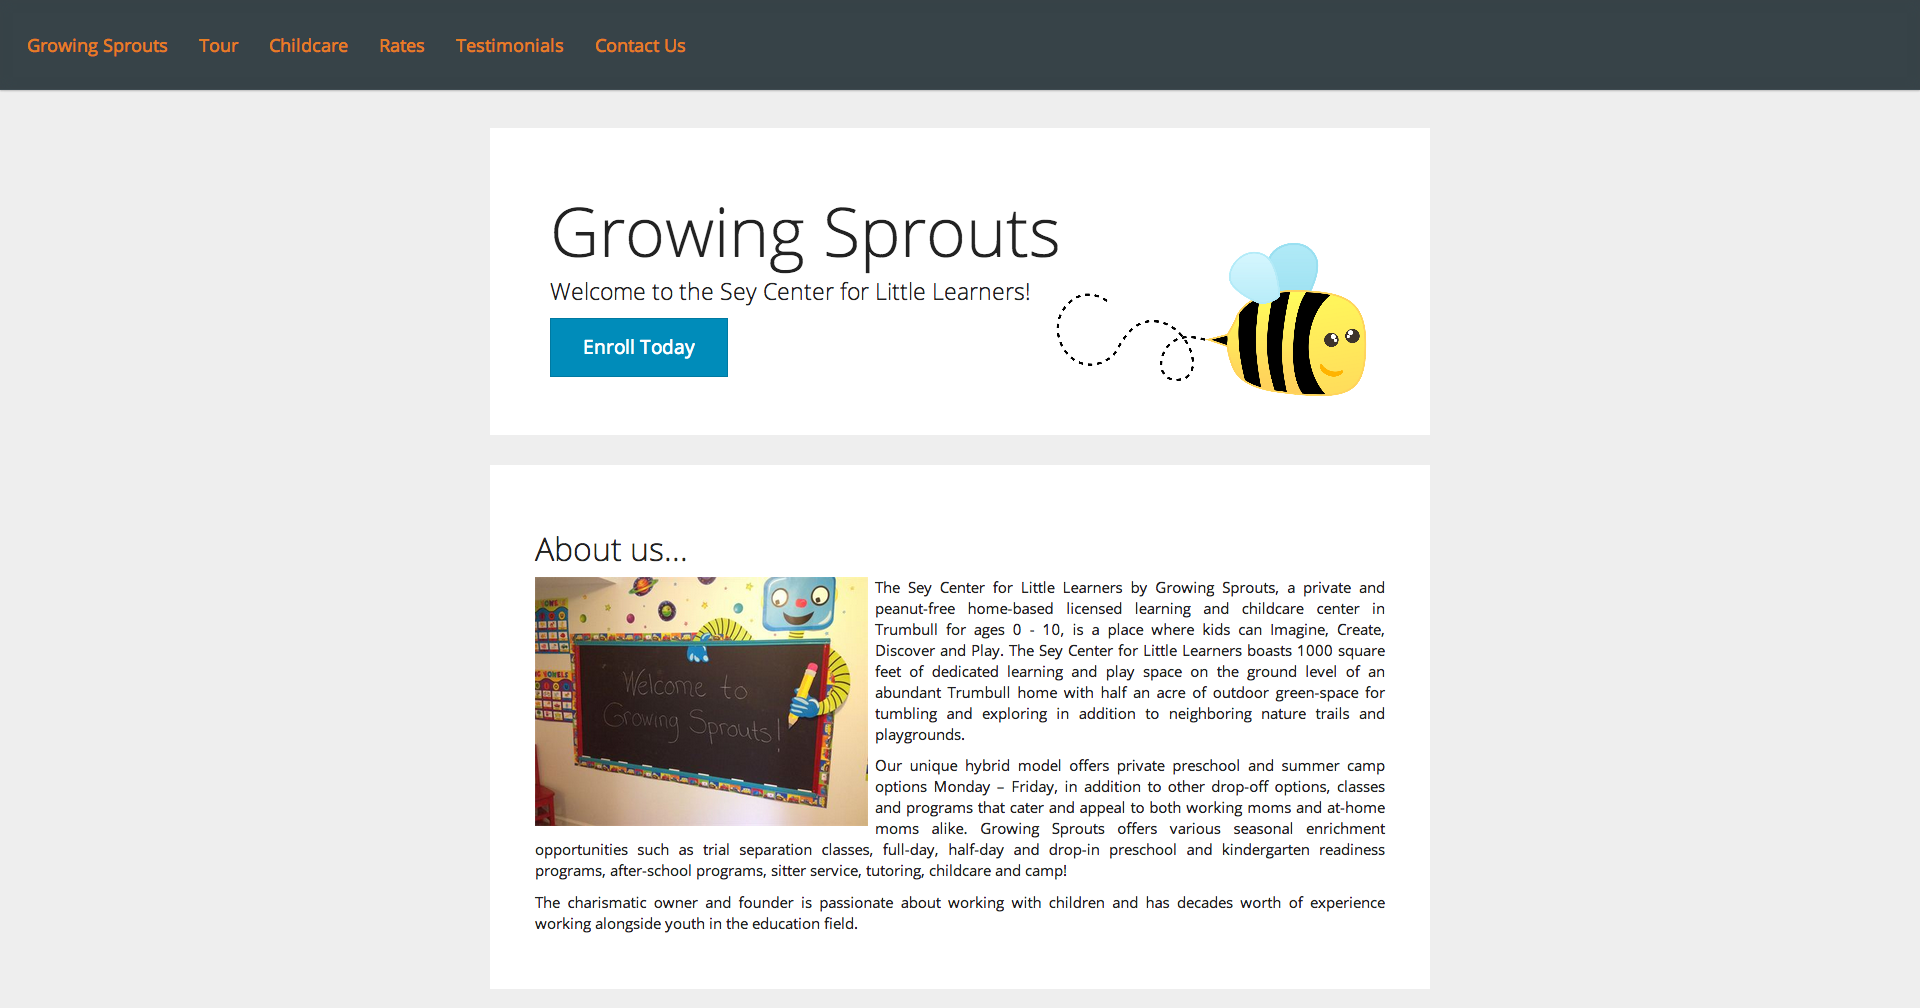 Growing Sprouts Tour Childcare Rates Testimonials Contact Us
Growing Sprouts
Welcome to the Sey Center for Little Learners!
Enroll Today
About us...
Welcome to
Growing Sprouts!
The Sey Center for Little Learners by Growing Sprouts, a private and
peanut-free home-based licensed learning and childcare center in
Trumbull for ages 0 - 10, is a place where kids can Imagine, Create,
Discover and Play. The Sey Center for Little Learners boasts 1000 square
feet of dedicated learning and play space on the ground level of an
abundant Trumbull home with half an acre of outdoor green-space for
tumbling and exploring in addition to neighboring nature trails and
playgrounds.
Our unique hybrid model offers private preschool and summer camp
options Monday – Friday, in addition to other drop-off options, classes
and programs that cater and appeal to both working moms and at-home
moms alike. Growing Sprouts offers various seasonal enrichment
opportunities such as trial separation classes, full-day, half-day and drop-in preschool and kindergarten readiness
programs, after-school programs, sitter service, tutoring, childcare and camp!
The charismatic owner and founder is passionate about working with children and has decades worth of experience
working alongside youth in the education field.